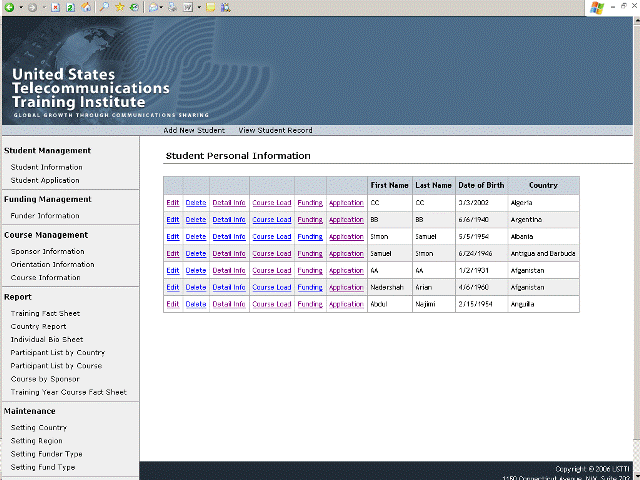 United States
Telecommunications
Training Institute
GLOBAL GROWTH THROUGH COMMUNICATIONS SHARING
Add New Student View Student Record
Student Management
Student Information
Student Application
Funding Management
Funder Information
Course Management
Sponsor Information
Orientation Information
Course Information
Report
Training Fact Sheet
Country Report
Individual Bio Sheet
Participant List by Country
Participant List by Course
Course by Sponsor
Training Year Course Fact Sheet
Maintenance
Setting Country
Setting Region
Setting Funder Type
Setting Fund Type
Student Personal Information
First Name Last Name Date of Birth Country
Edit Delete Detail Info Course Load Funding Application CC CC 3/3/2002 Algeria
Edit Delete Detail Info Course Load Funding Application BB BB 6/6/1940 Argentina
Edit Delete Detail Info Course Load Funding Application Simon Samuel 5/5/1954 Albania
Edit Delete Detail Info Course Load Funding Application Samuel Simon 6/24/1946 Antigua and Barbuda
Edit Delete Detail Info Course Load Funding Application AA AA 1/2/1931 Afganistan
Edit Delete Detail Info Course Load Funding Application Nadershah Arian 4/6/1960 Afganistan
Edit Delete Detail Info Course Load Funding Application Abdul Najimi 2/15/1954 Anguilla
Copyright © 2006 USTTI
1150 Connecticut Avenue, NW, Suite 702